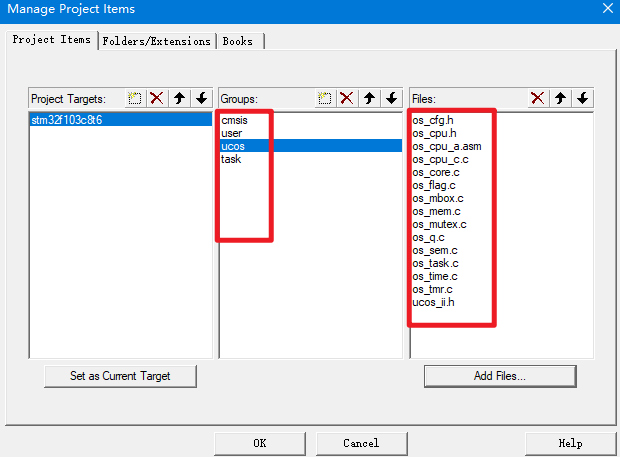 Manage Project Items
Project Items
Folders/Extensions
Books
Project Targets:
stm32f103c8t6
Set as Current Target
Groups:
cmsis
user
ucos
task
Files:
os_cfg.h
os_cpu.h
os_cpu_a.asm
os_cpu_c.c
os_core.c
os_flag.c
os_mbox.c
os_mem.c
os_mutex.c
os_q.c
os_sem.c
os_task.c
os_time.c
os_tmr.c
ucos_ii.h
Add Files...
OK
Cancel
Help